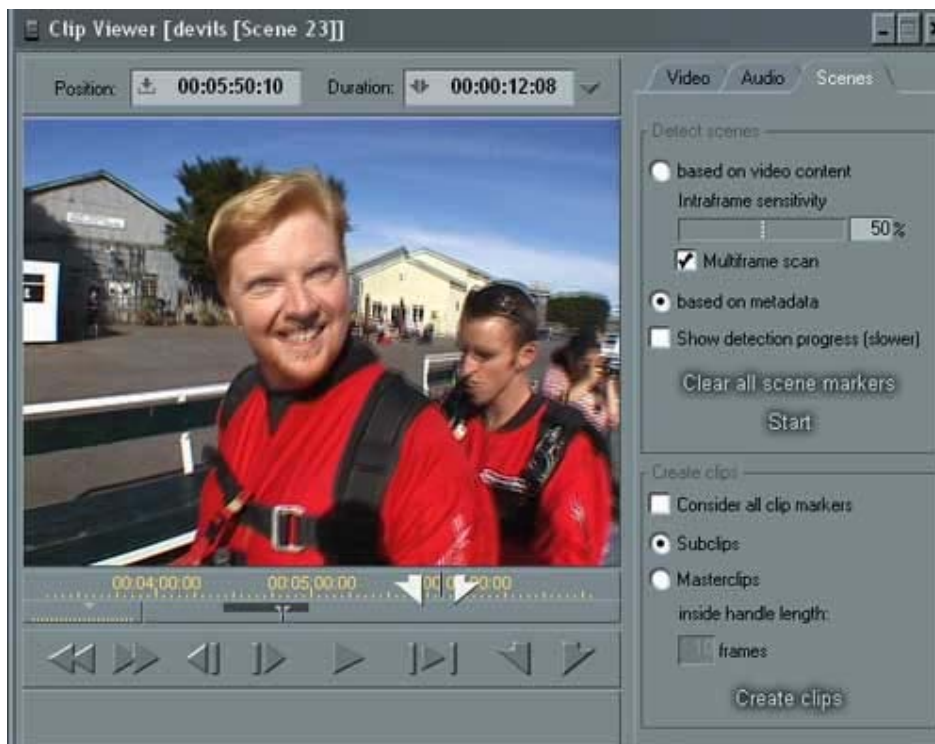 Clip Viewer [devils [Scene 23]]
Position: 00:05:50:10 Duration: 00:00:12:08
Video Audio Scenes
Detect scenes
based on video content
Intraframe sensitivity
50 %
Multiframe scan
based on metadata
Show detection progress (slower)
Clear all scene markers
Start
Create clips
Consider all clip markers
Subclips
Masterclips
inside handle length:
frames
Create clips
00:04:00:00 00:05:00:00